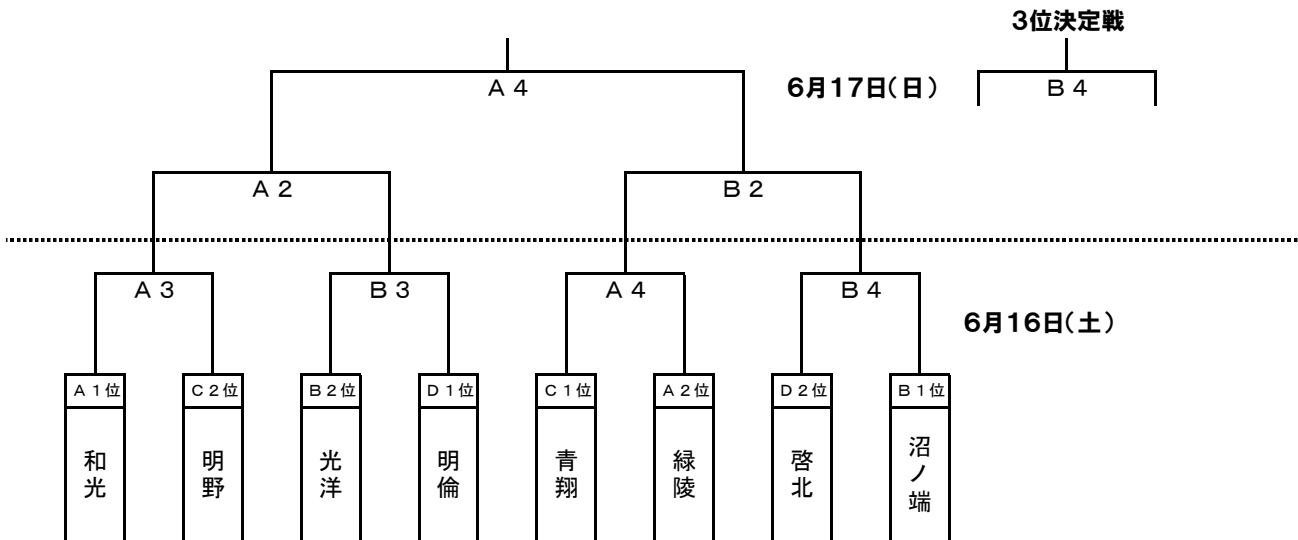 3位決定戦
A4
6月17日(日)
B4
A2
B2
A3
B3
A4
B4
6月16日(土)
A1位
C2位
B2位
D1位
C1位
A2位
D2位
B1位
和光
明野
光洋
明倫
青翔
緑陵
啓北
沼ノ端